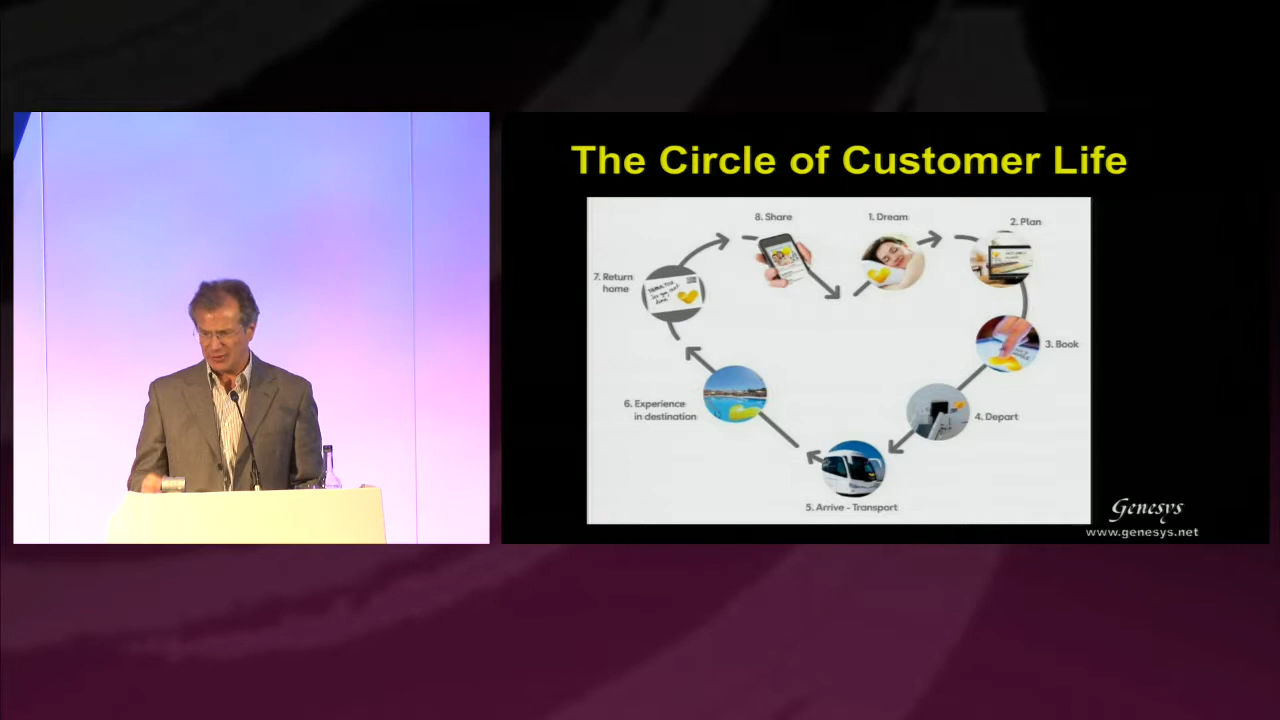 The Circle of Customer Life
8. Share
1. Dream
2. Plan
7. Return
home
3. Book
6. Experience
in destination
4. Depart
5. Arrive - Transport
Genesys
www.genesys.net